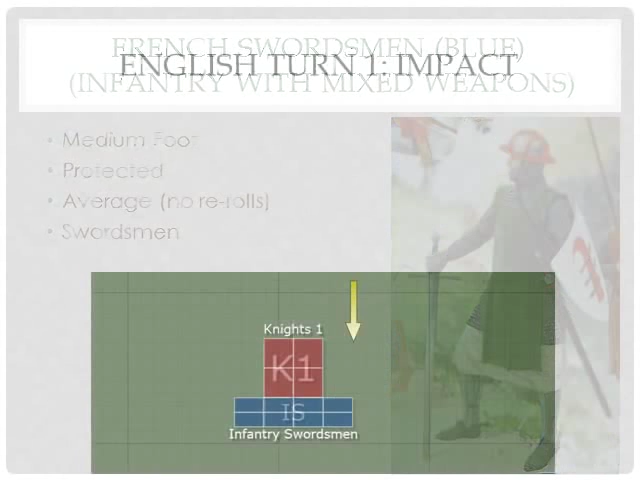 FRENCH SWORDSMEN (BLUE)
ENGLISH TURN 1: IMPACT
(INFANTRY WITH MIXED WEAPONS)
• Medium Foot
• Protected
• Average (no re-rolls)
• Swordsmen
Knights 1
K1
IS
Infantry Swordsmen